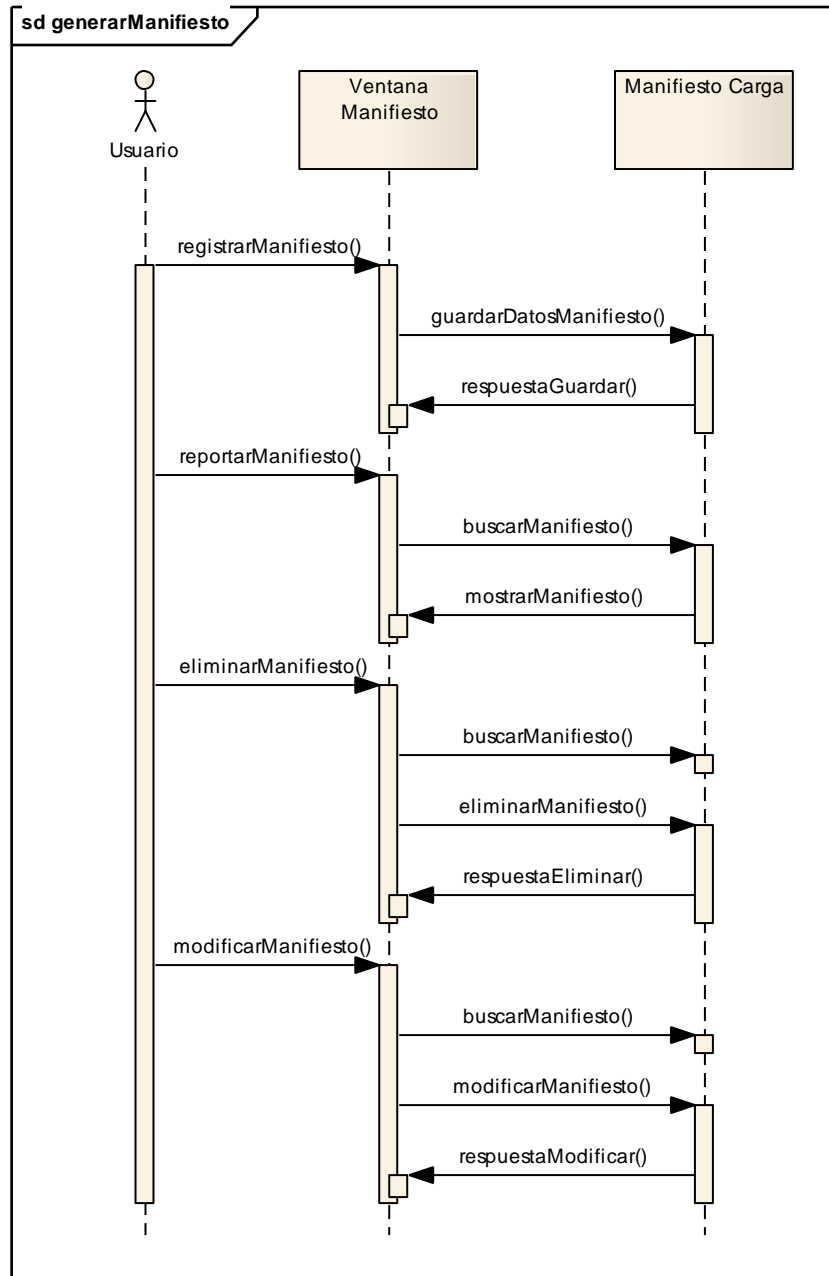 sd generarManifiesto
Usuario
Ventana
Manifiesto
Manifiesto Carga
registrarManifiesto()
guardarDatosManifiesto()
respuestaGuardar()
reportarManifiesto()
buscarManifiesto()
mostrarManifiesto()
eliminarManifiesto()
buscarManifiesto()
eliminarManifiesto()
respuestaEliminar()
modificarManifiesto()
buscarManifiesto()
modificarManifiesto()
respuestaModificar()